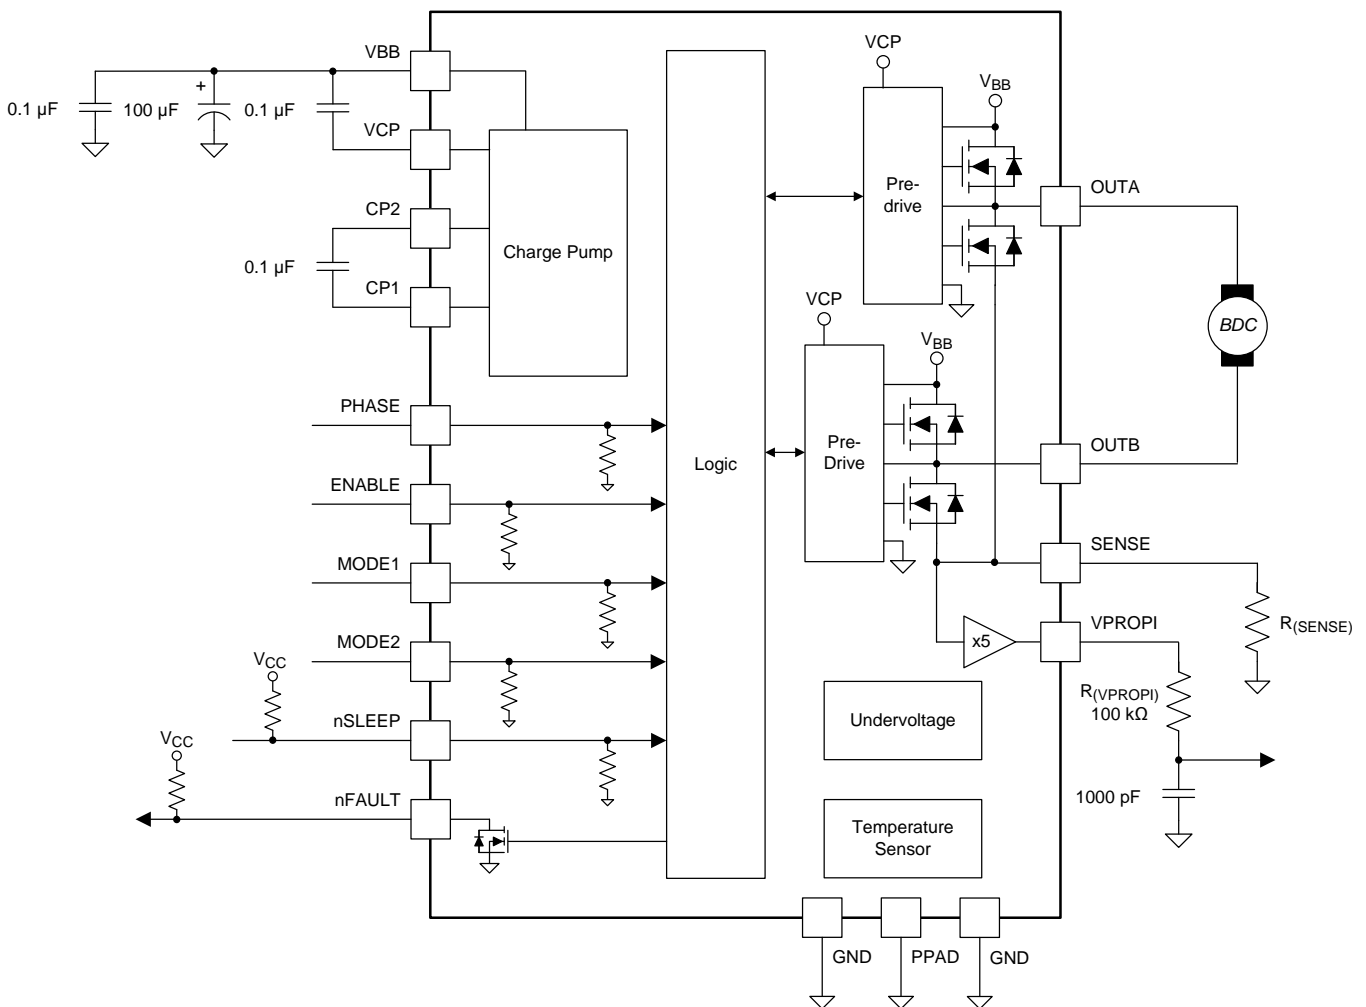 VBB
0.1 µF
+
100 µF
0.1 µF
VCP
CP2
0.1 µF
CP1
Charge Pump
PHASE
ENABLE
MODE1
MODE2
VCC
nSLEEP
VCC
nFAULT
Logic
VCP
VBB
Pre-
drive
OUTA
VCP
VBB
Pre-
Drive
BDC
OUTB
SENSE
R(SENSE)
x5
VPROPI
R(VPROPI)
100 kΩ
1000 pF
Undervoltage
Temperature
Sensor
GND
PPAD
GND